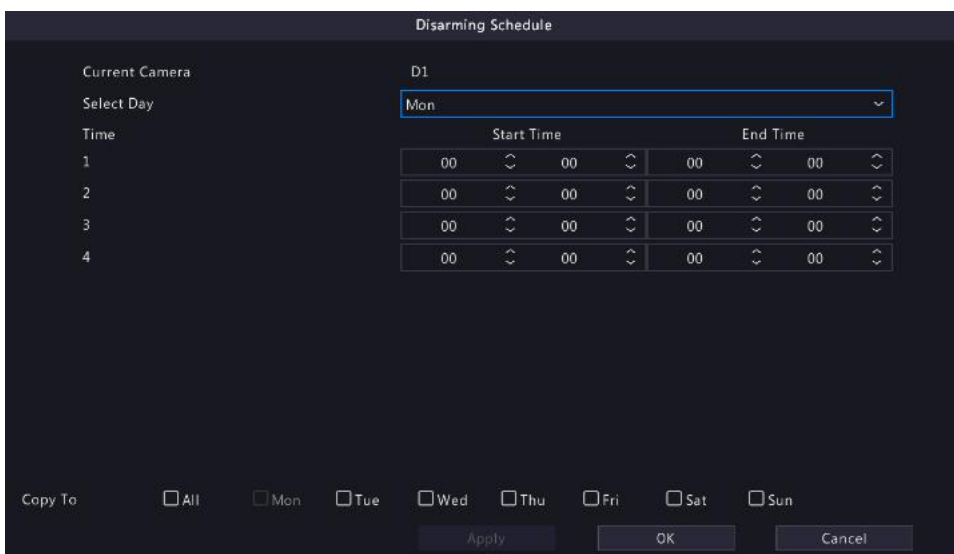 Disarming Schedule
Current Camera D1
Select Day Mon
Time Start Time End Time
1 00 00 00 00
2 00 00 00 00
3 00 00 00 00
4 00 00 00 00
Copy To All Mon Tue Wed Thu Fri Sat Sun
Apply OK Cancel